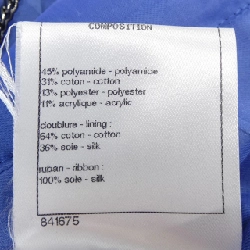 COMPOSITION
45% polyamide - polyamide
31% coton - cotton
13% polyester - polyester
11% acrylique - acrylic
doublure - lining :
64% coton - cotton
36% soie - silk
ruban - ribbon :
100% soie - silk
841675